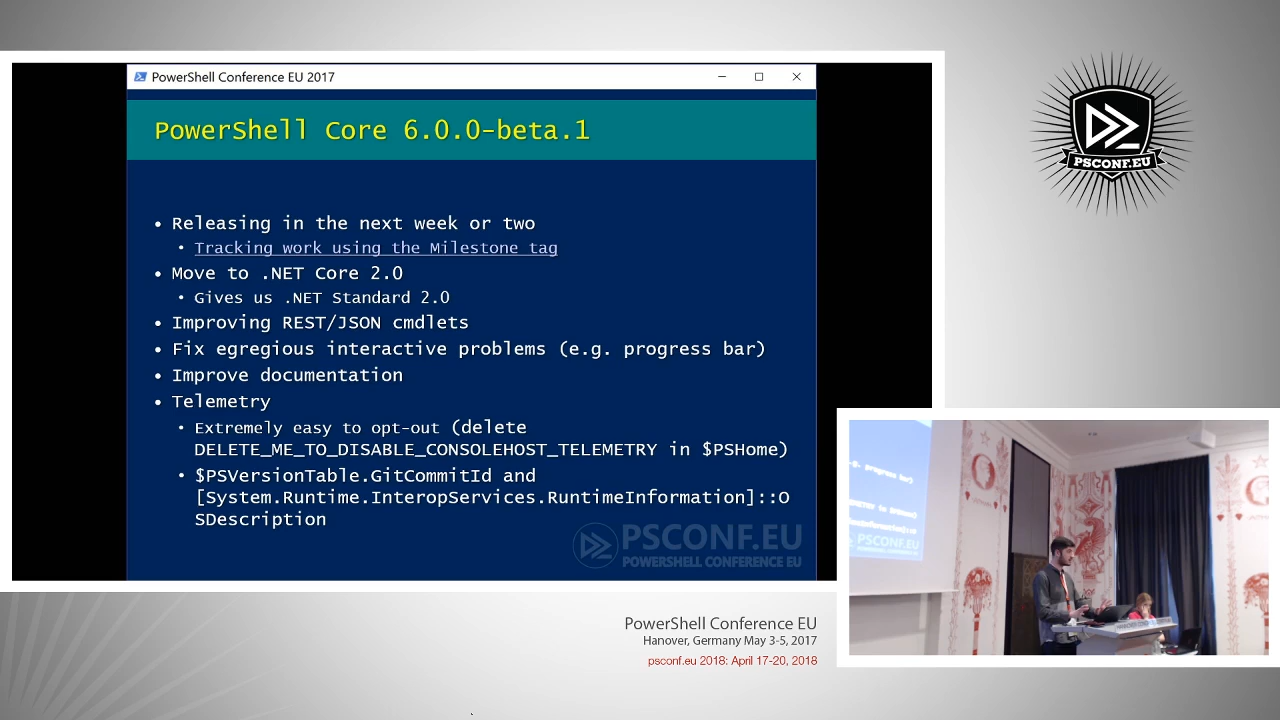 PowerShell Conference EU 2017
PowerShell Core 6.0.0-beta.1
• Releasing in the next week or two
• Tracking work using the Milestone tag
• Move to .NET Core 2.0
• Gives us .NET Standard 2.0
• Improving REST/JSON cmdlets
• Fix egregious interactive problems (e.g. progress bar)
• Improve documentation
• Telemetry
• Extremely easy to opt-out (delete
DELETE_ME_TO_DISABLE_CONSOLEHOST_TELEMETRY in $PSHome)
• $PSVersionTable.GitCommitId and
[System.Runtime.InteropServices.RuntimeInformation]::O
SDescription
PSCONF.EU
POWERSHELL CONFERENCE EU
PSCONF.EU
PowerShell Conference EU
Hanover, Germany May 3-5, 2017
psconf.eu 2018: April 17-20, 2018
progress bar)
PSCONF.EU